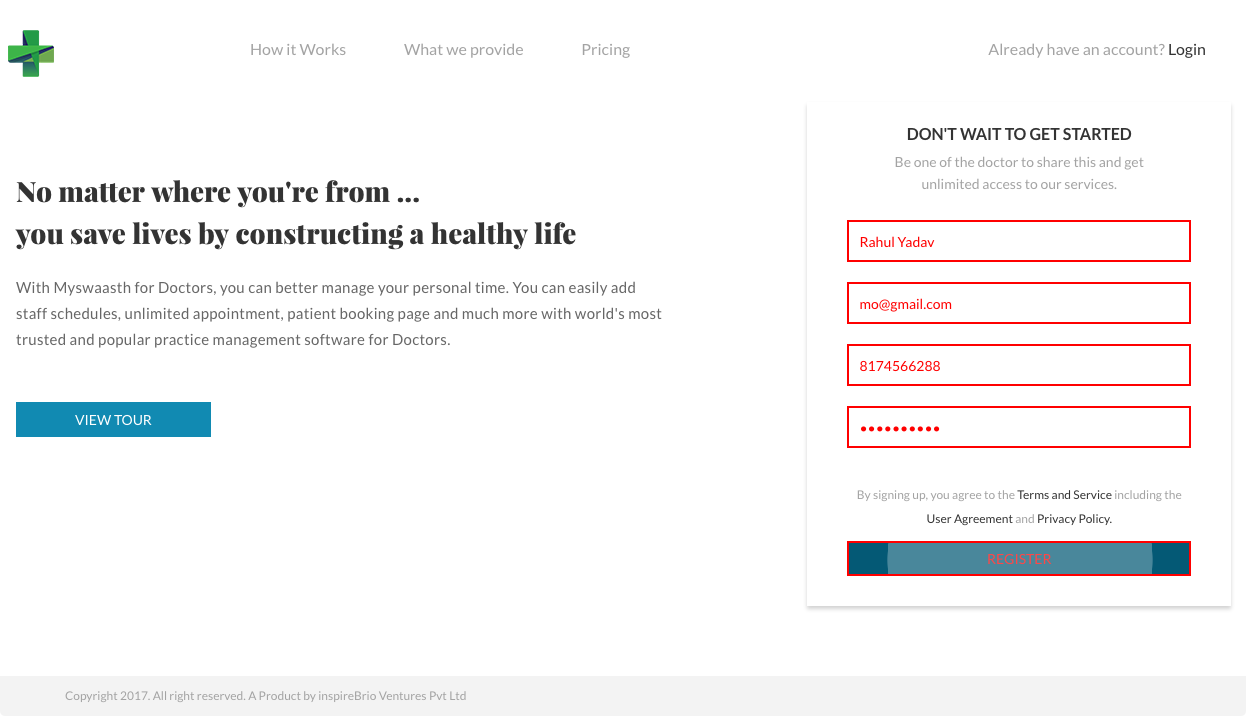 How it Works
What we provide
Pricing
Already have an account? Login
No matter where you're from ...
you save lives by constructing a healthy life
With Myswaasth for Doctors, you can better manage your personal time. You can easily add
staff schedules, unlimited appointment, patient booking page and much more with world's most
trusted and popular practice management software for Doctors.
VIEW TOUR
DON'T WAIT TO GET STARTED
Be one of the doctor to share this and get
unlimited access to our services.
Rahul Yadav
mo@gmail.com
8174566288
••••••••••
By signing up, you agree to the Terms and Service including the
User Agreement and Privacy Policy.
REGISTER
Copyright 2017. All right reserved. A Product by inspireBrio Ventures Pvt Ltd